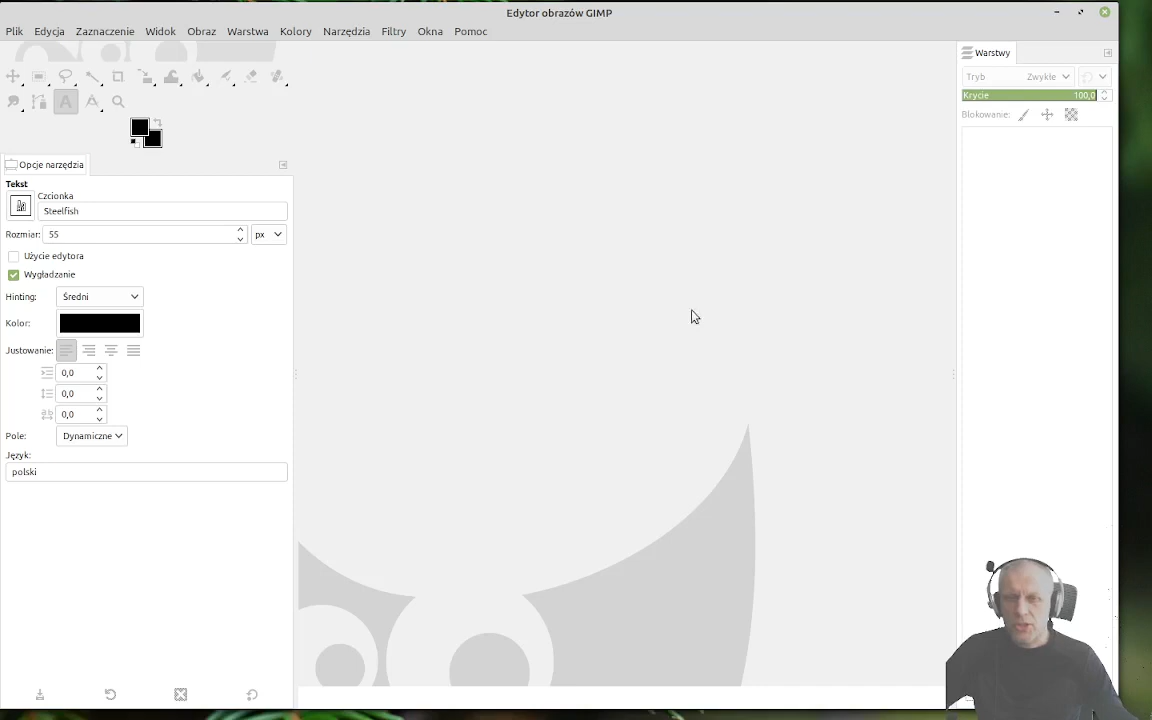 Edytor obrazów GIMP
Plik Edycja Zaznaczenie Widok Obraz Warstwa Kolory Narzędzia Filtry Okna Pomoc
Warstwy
Tryb Zwykłe
Krycie 100,0
Blokowanie:
Opcje narzędzia
Tekst
Czcionka
Steelfish
Rozmiar: 55 px
Użycie edytora
Wygładzanie
Hinting: Średni
Kolor:
Justowanie:
0,0
0,0
0,0
Pole: Dynamiczne
Język:
polski